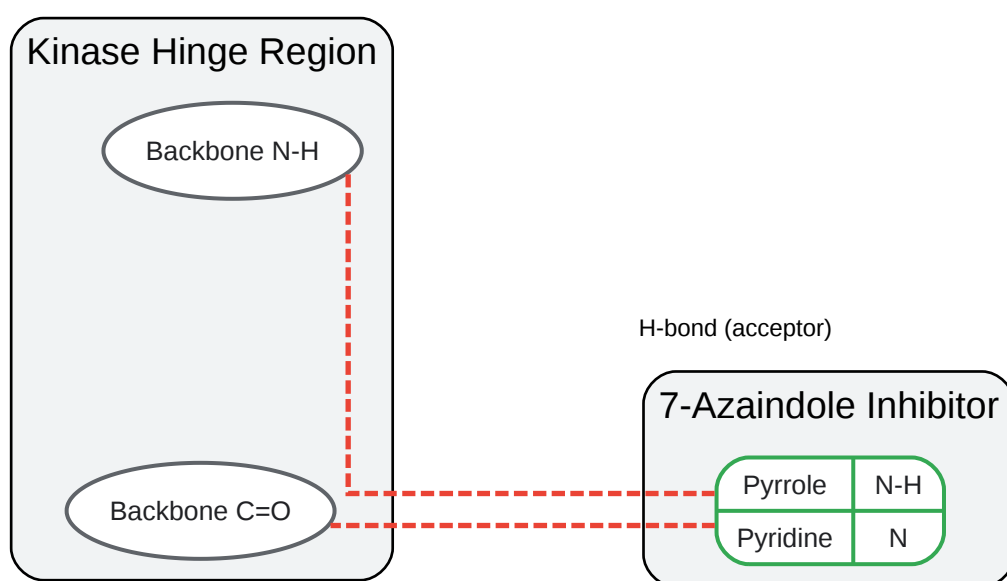 Kinase Hinge Region
Backbone N-H
H-bond (acceptor)
7-Azaindole Inhibitor
Pyrrole N-H
Backbone C=O
Pyridine N